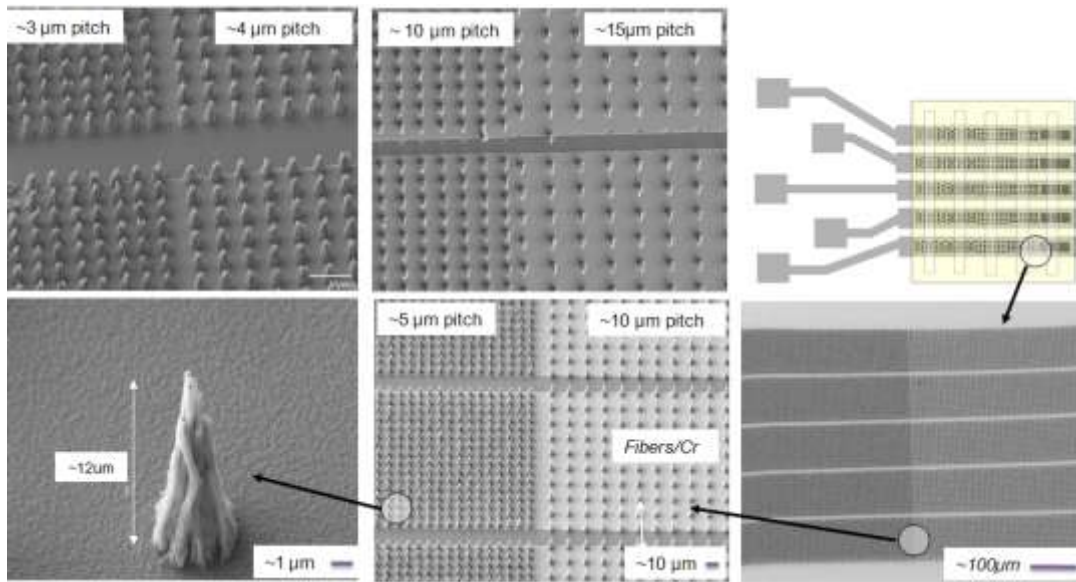 ~3 µm pitch
~4 µm pitch
~ 10 µm pitch
~15µm pitch
~12um
~1 µm
~5 µm pitch
~10 µm pitch
Fibers/Cr
~10 µm
~100µm